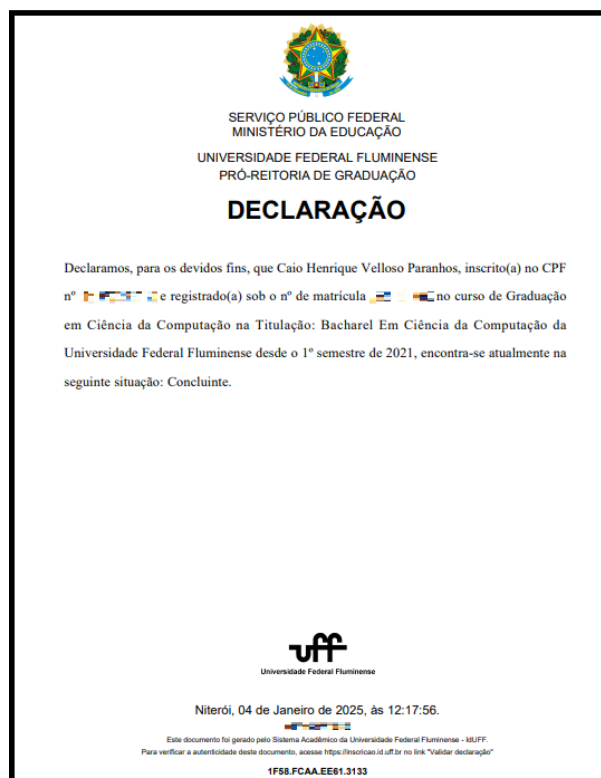 SERVIÇO PÚBLICO FEDERAL
MINISTÉRIO DA EDUCAÇÃO
UNIVERSIDADE FEDERAL FLUMINENSE
PRÓ-REITORIA DE GRADUAÇÃO
DECLARAÇÃO
Declaramos, para os devidos fins, que Caio Henrique Velloso Paranhos, inscrito(a) no CPF
nº e registrado(a) sob o nº de matrícula no curso de Graduação
em Ciência da Computação na Titulação: Bacharel Em Ciência da Computação da
Universidade Federal Fluminense desde o 1º semestre de 2021, encontra-se atualmente na
seguinte situação: Concluinte.
uff
Universidade Federal Fluminense
Niterói, 04 de Janeiro de 2025, às 12:17:56.
Este documento foi gerado pelo Sistema Acadêmico da Universidade Federal Fluminense - IdUFF.
Para verificar a autenticidade deste documento, acesse https://inscricao.id.uff.br no link "Validar declaração"
1F58.FCAA.EE61.3133